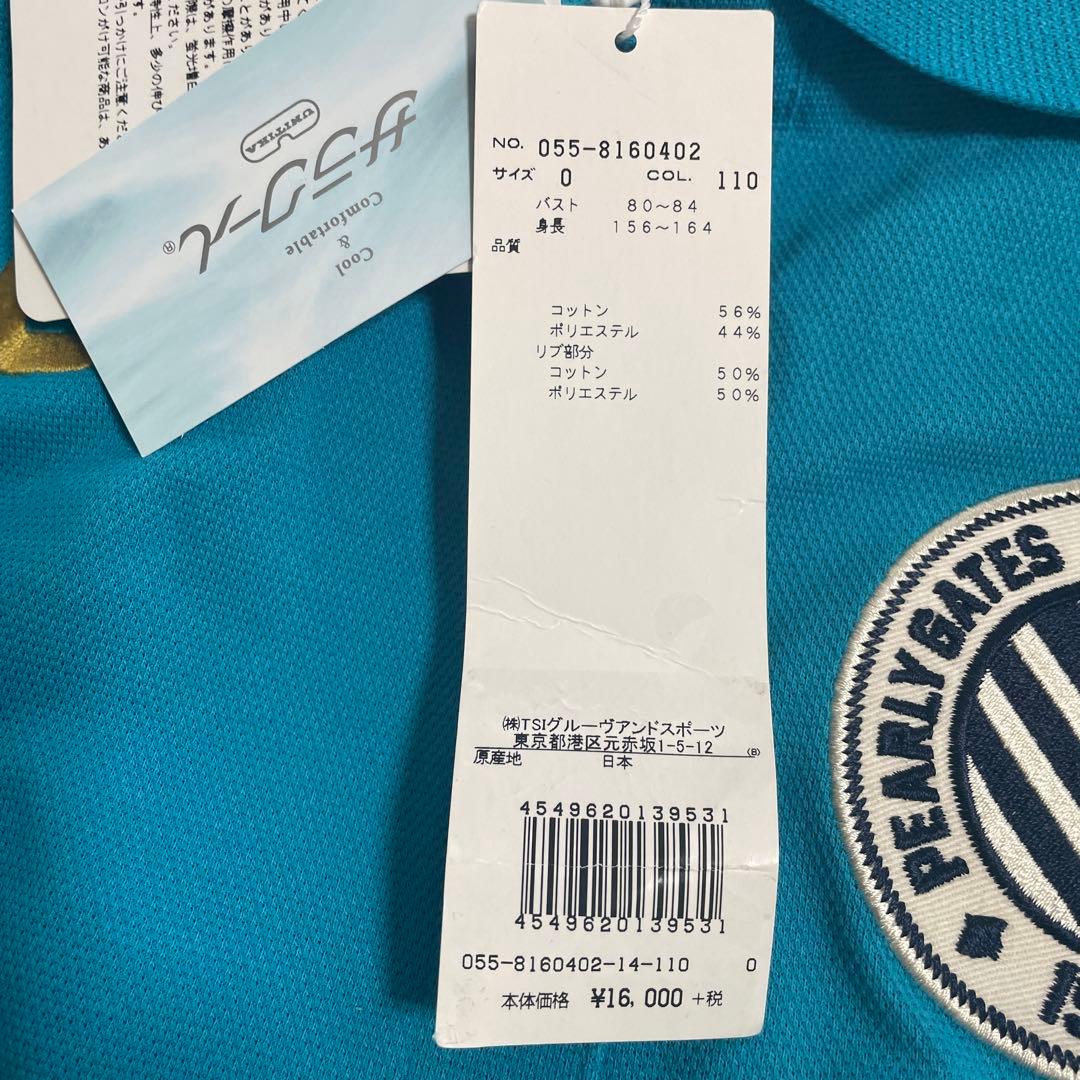 サラクール®
UNITIKA
Cool
&
Comfortable
NO. 055-8160402
サイズ 0 COL. 110
バスト 80～84
身長 156～164
品質
コットン 56%
ポリエステル 44%
リブ部分
コットン 50%
ポリエステル 50%
㈱TSIグルーヴアンドスポーツ
東京都港区元赤坂1-5-12 (B)
原産地 日本
4549620139531
4549620139531
055-8160402-14-110 0
本体価格 ¥16,000 +税
PEARLY GATES